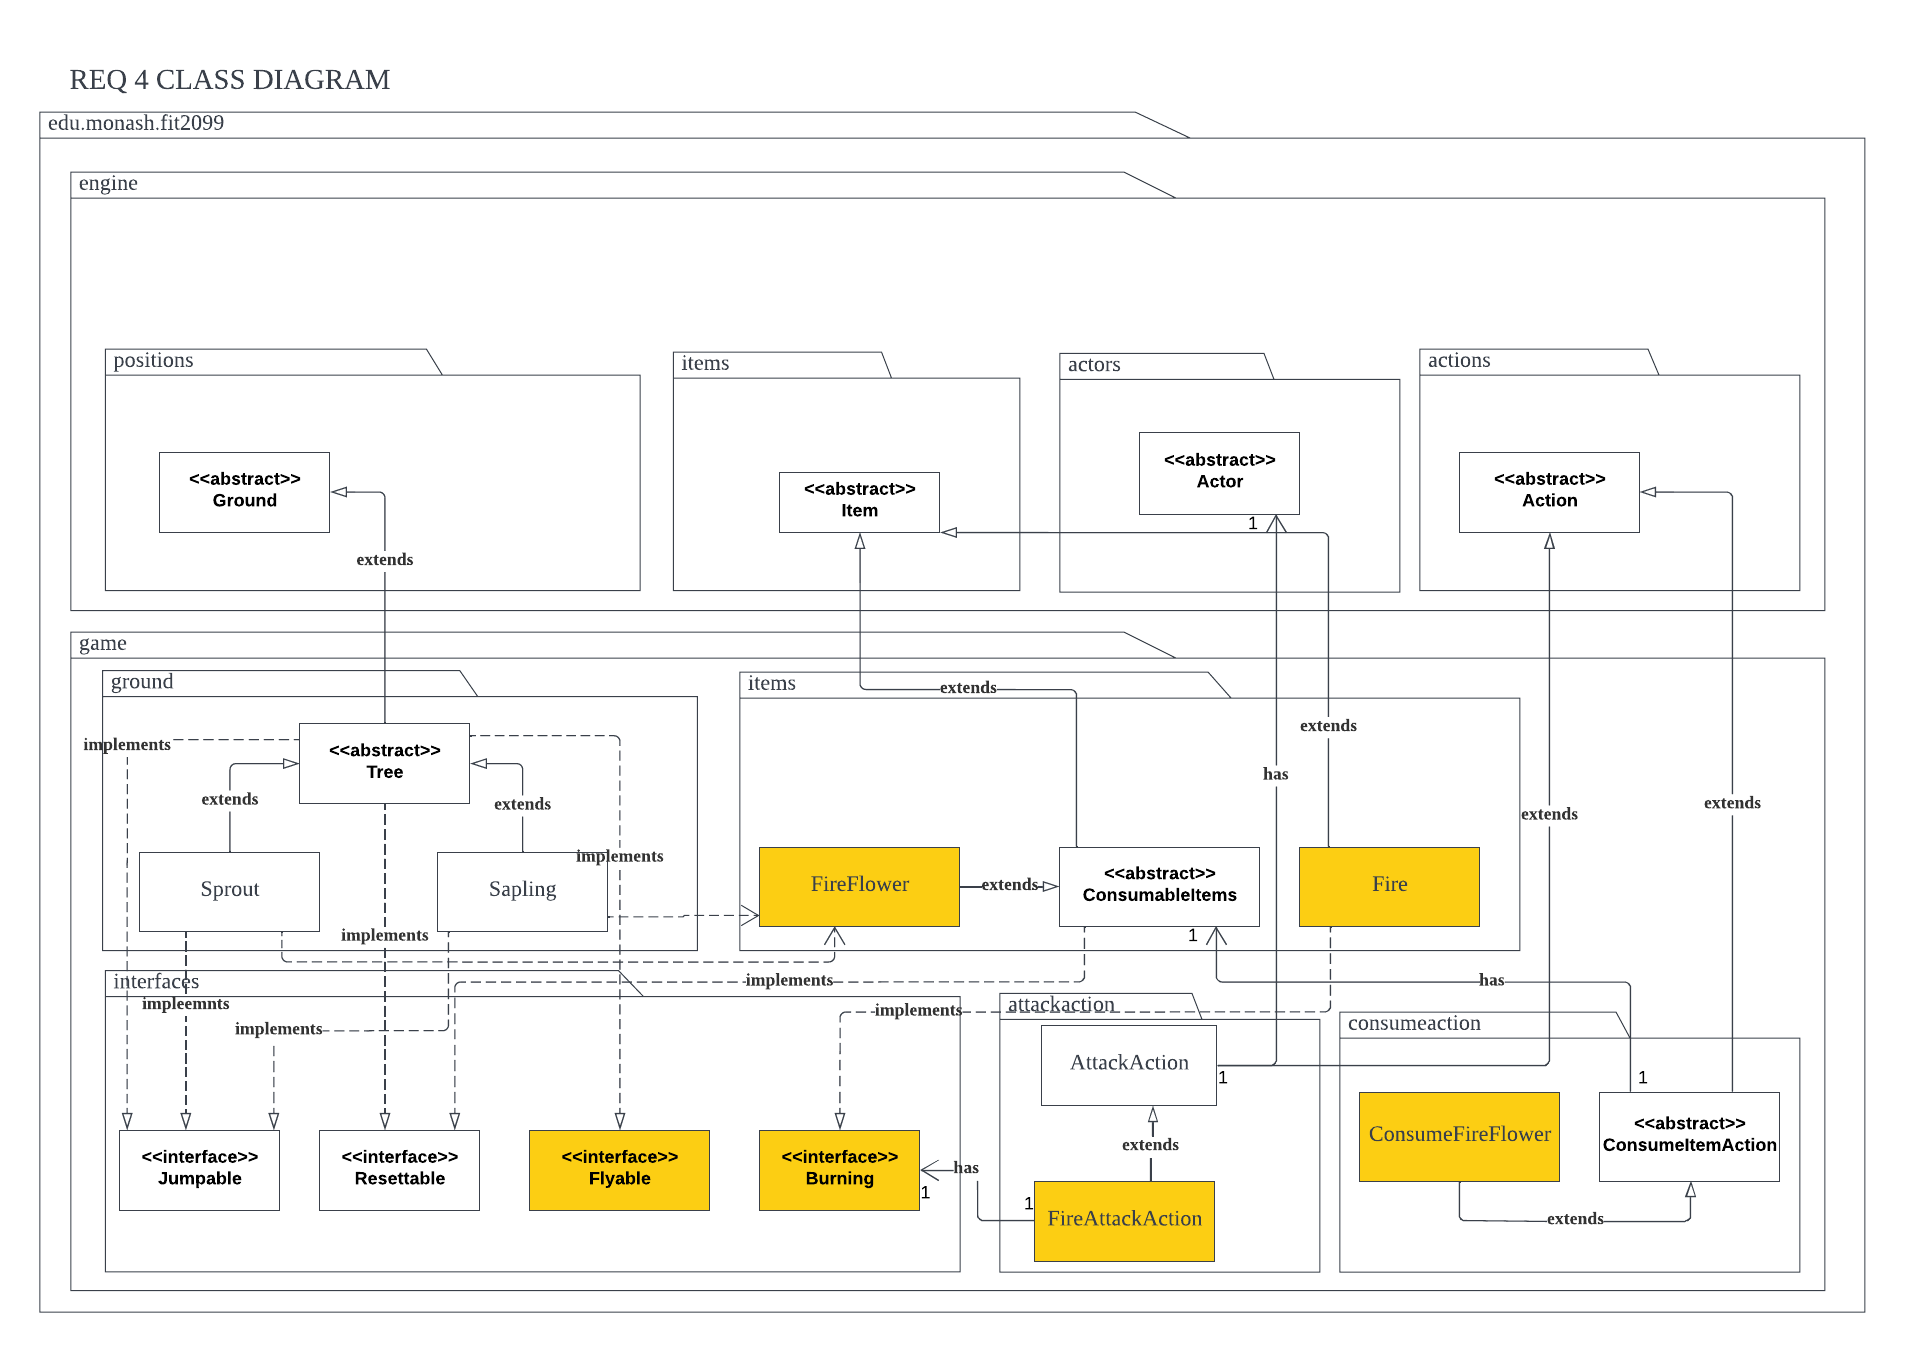 REQ 4 CLASS DIAGRAM
edu.monash.fit2099
engine
positions
items
actors
actions
<<abstract>>
Ground
<<abstract>>
Item
<<abstract>>
Actor
<<abstract>>
Action
1
extends
game
ground
items
extends
extends
implements
<<abstract>>
Tree
has
extends
extends
extends
extends
implements
Sprout
Sapling
FireFlower
extends
<<abstract>>
ConsumableItems
Fire
implements
1
interfaces
implements
has
impleemnts
implements
implements
attackaction
consumeaction
AttackAction
1
1
ConsumeFireFlower
<<abstract>>
ConsumeItemAction
extends
<<interface>>
Jumpable
<<interface>>
Resettable
<<interface>>
Flyable
<<interface>>
Burning
has
1
1
FireAttackAction
extends